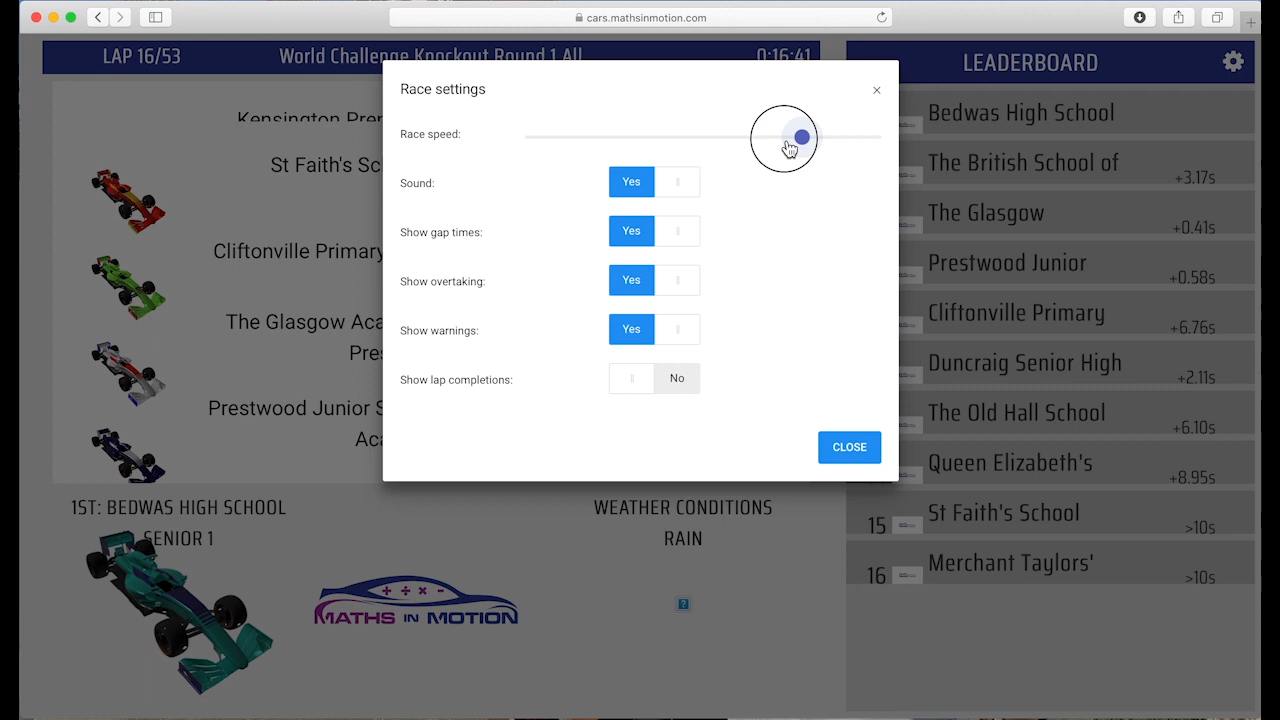 cars.mathsinmotion.com
LAP 16/53
World Challenge Knockout Round 1 All
0:16:41
LEADERBOARD
Race settings
Race speed:
Sound:
Yes
Show gap times:
Yes
Show overtaking:
Yes
Show warnings:
Yes
Show lap completions:
No
CLOSE
St Faith's Sc
Cliftonville Primary
The Glasgow Aca
Pres
Prestwood Junior S
Aca
Bedwas High School
The British School of
+3.17s
The Glasgow
+0.41s
Prestwood Junior
+0.58s
Cliftonville Primary
+6.76s
Duncraig Senior High
+2.11s
The Old Hall School
+6.10s
Queen Elizabeth's
+8.95s
15 St Faith's School
>10s
16 Merchant Taylors'
>10s
1ST: BEDWAS HIGH SCHOOL
SENIOR 1
MATHS IN MOTION
WEATHER CONDITIONS
RAIN